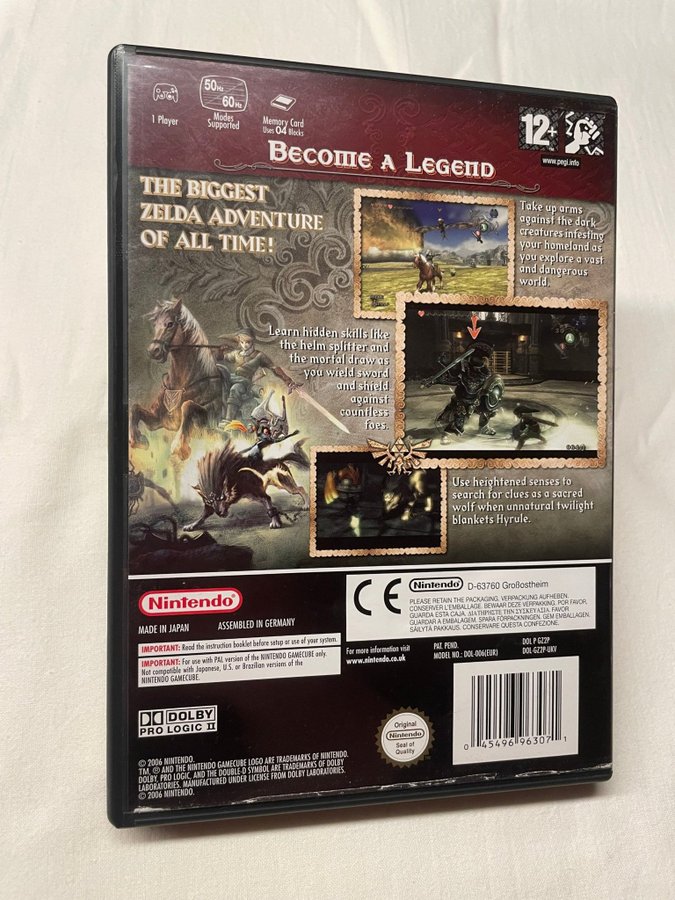 1 Player
50Hz
60Hz
Modes
Supported
Memory Card
Uses 04 Blocks
12+
www.pegi.info
BECOME A LEGEND
THE BIGGEST
ZELDA ADVENTURE
OF ALL TIME!
Take up arms
against the dark
creatures infesting
your homeland as
you explore a vast
and dangerous
world.
Learn hidden skills like
the helm splitter and
the mortal draw as
you wield sword
and shield
against
countless
foes.
Use heightened senses to
search for clues as a sacred
wolf when unnatural twilight
blankets Hyrule.
Nintendo®
MADE IN JAPAN ASSEMBLED IN GERMANY
IMPORTANT: Read the instruction booklet before setup or use of your system.
IMPORTANT: For use with PAL version of the NINTENDO GAMECUBE only.
Not compatible with Japanese, U.S. or Brazilian versions of the
NINTENDO GAMECUBE.
CE
Nintendo® D-63760 Großostheim
PLEASE RETAIN THE PACKAGING. VERPACKUNG AUFHEBEN.
CONSERVER L'EMBALLAGE. BEWAAR DEZE VERPAKKING. POR FAVOR,
GUARDA ESTA CAJA. ΔΙΑΤΗΡΗΣΤΕ ΤΗΝ ΣΥΣΚΕΥΑΣΙΑ. FAVOR
GUARDAR A EMBALAGEM. SPARA FÖRPACKNINGEN. GEM EMBALLAGEN.
SÄILYTÄ PAKKAUS. CONSERVARE QUESTA CONFEZIONE.
For more information visit
www.nintendo.co.uk
PAT. PEND.
MODEL NO.: DOL-006(EUR)
DOL P GZ2P
DOL-GZ2P-UKV
DOLBY
PRO LOGIC II
Original
Nintendo®
Seal of
Quality
0 45496 96307 1
© 2006 NINTENDO.
TM, ® AND THE NINTENDO GAMECUBE LOGO ARE TRADEMARKS OF NINTENDO.
DOLBY, PRO LOGIC, AND THE DOUBLE-D SYMBOL ARE TRADEMARKS OF DOLBY
LABORATORIES. MANUFACTURED UNDER LICENSE FROM DOLBY LABORATORIES.
© 2006 NINTENDO.